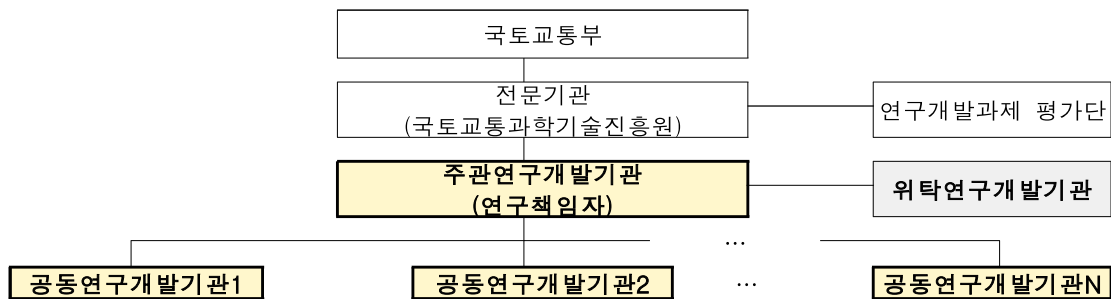 국토교통부
전문기관
(국토교통과학기술진흥원)
연구개발과제 평가단
주관연구개발기관
(연구책임자)
위탁연구개발기관
...
공동연구개발기관1
공동연구개발기관2
...
공동연구개발기관N